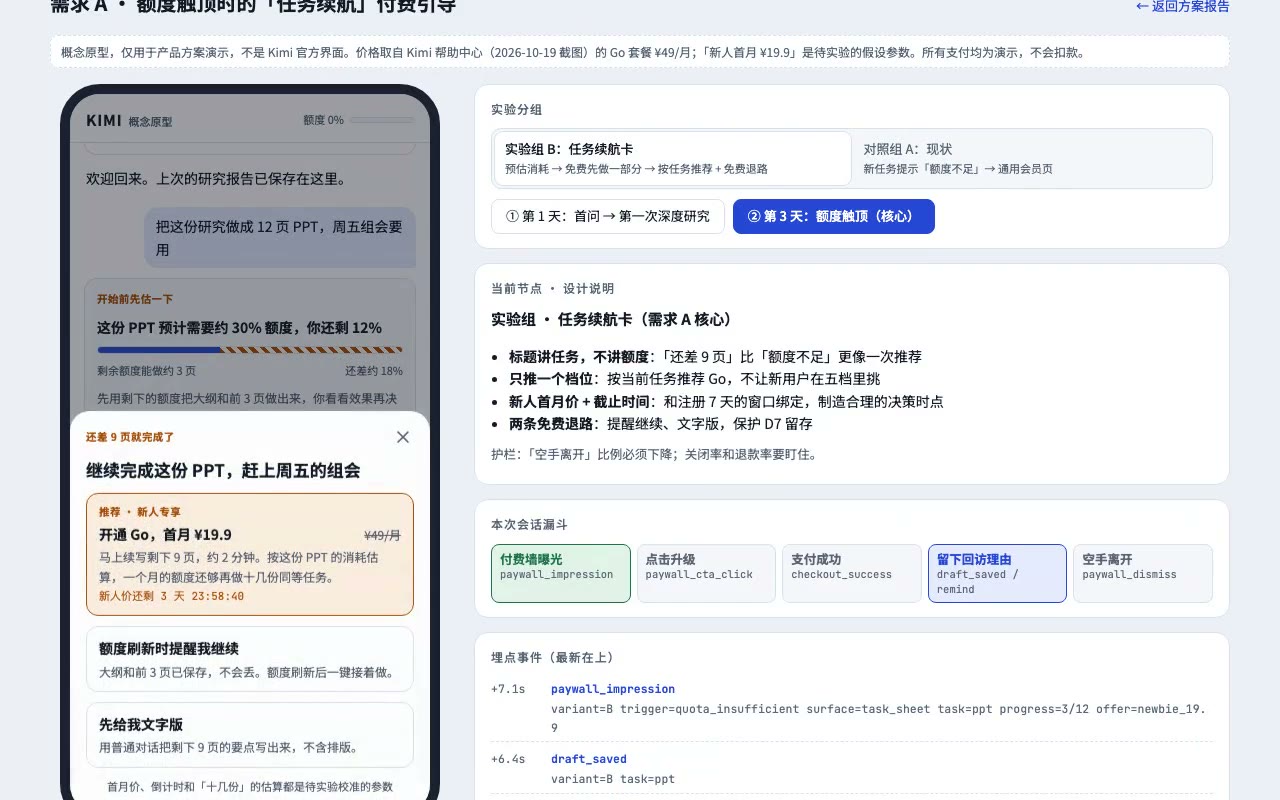 需求 A · 额度触顶时的「任务续航」付费引导
← 返回方案报告
概念原型，仅用于产品方案演示，不是 Kimi 官方界面。价格取自 Kimi 帮助中心（2026-10-19 截图）的 Go 套餐 ¥49/月；「新人首月 ¥19.9」是待实验的假设参数。所有支付均为演示，不会扣款。
KIMI 概念原型
额度 0%
欢迎回来。上次的研究报告已保存在这里。
把这份研究做成 12 页 PPT，周五组会要
用
开始前先估一下
这份 PPT 预计需要约 30% 额度，你还剩 12%
剩余额度能做约 3 页
还差约 18%
先用剩下的额度把大纲和前 3 页做出来，你看看效果再决
还差 9 页就完成了
继续完成这份 PPT，赶上周五的组会
推荐 · 新人专享
开通 Go，首月 ¥19.9
¥49/月
马上续写剩下 9 页，约 2 分钟。按这份 PPT 的消耗估
算，一个月的额度还够再做十几份同等任务。
新人价还剩 3 天 23:58:40
额度刷新时提醒我继续
大纲和前 3 页已保存，不会丢。额度刷新后一键接着做。
先给我文字版
用普通对话把剩下 9 页的要点写出来，不含排版。
首月价、倒计时和「十几份」的估算都是待实验校准的参数
实验分组
实验组 B：任务续航卡
预估消耗 → 免费先做一部分 → 按任务推荐 + 免费退路
对照组 A：现状
新任务提示「额度不足」→ 通用会员页
① 第 1 天：首问 → 第一次深度研究
② 第 3 天：额度触顶（核心）
当前节点 · 设计说明
实验组 · 任务续航卡（需求 A 核心）
• 标题讲任务，不讲额度：「还差 9 页」比「额度不足」更像一次推荐
• 只推一个档位：按当前任务推荐 Go，不让新用户在五档里挑
• 新人首月价 + 截止时间：和注册 7 天的窗口绑定，制造合理的决策时点
• 两条免费退路：提醒继续、文字版，保护 D7 留存
护栏：「空手离开」比例必须下降；关闭率和退款率要盯住。
本次会话漏斗
付费墙曝光
paywall_impression
点击升级
paywall_cta_click
支付成功
checkout_success
留下回访理由
draft_saved /
remind
空手离开
paywall_dismiss
埋点事件（最新在上）
+7.1s paywall_impression
variant=B trigger=quota_insufficient surface=task_sheet task=ppt progress=3/12 offer=newbie_19.
9
+6.4s draft_saved
variant=B task=ppt